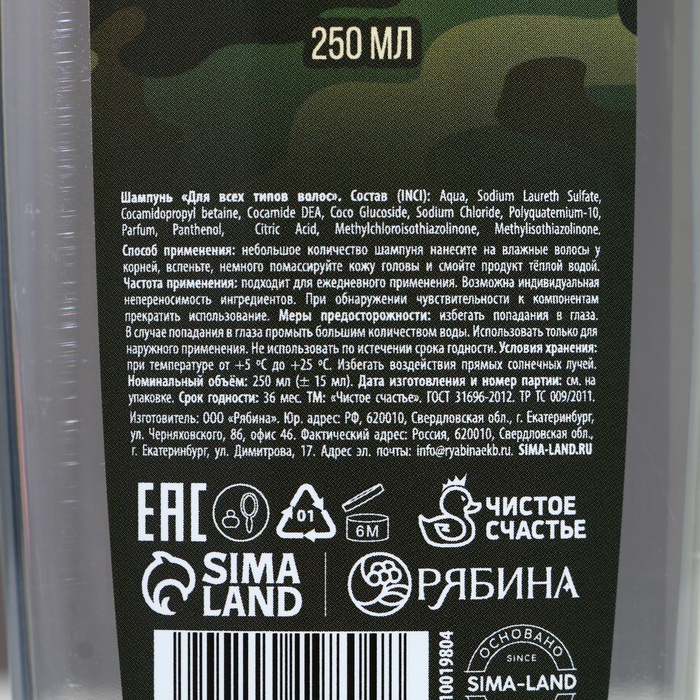 250 МЛ
Шампунь «Для всех типов волос». Состав (INCI): Aqua, Sodium Laureth Sulfate,
Cocamidopropyl betaine, Cocamide DEA, Coco Glucoside, Sodium Chloride, Polyquaternium-10,
Parfum, Panthenol, Citric Acid, Methylchloroisothiazolinone, Methylisothiazolinone.
Способ применения: небольшое количество шампуня нанесите на влажные волосы у
корней, вспеньте, немного помассируйте кожу головы и смойте продукт тёплой водой.
Частота применения: подходит для ежедневного применения. Возможна индивидуальная
непереносимость ингредиентов. При обнаружении чувствительности к компонентам
прекратить использование. Меры предосторожности: избегать попадания в глаза.
В случае попадания в глаза промыть большим количеством воды. Использовать только для
наружного применения. Не использовать по истечении срока годности. Условия хранения:
при температуре от +5 ºC до +25 ºC. Избегать воздействия прямых солнечных лучей.
Номинальный объём: 250 мл (± 15 мл). Дата изготовления и номер партии: см. на
упаковке. Срок годности: 36 мес. ТМ: «Чистое счастье». ГОСТ 31696-2012. ТР ТС 009/2011.
Изготовитель: ООО «Рябина». Юр. адрес: РФ, 620010, Свердловская обл., г. Екатеринбург,
ул. Черняховского, 86, офис 46. Фактический адрес: Россия, 620010, Свердловская обл.,
г. Екатеринбург, ул. Димитрова, 17. Адрес эл. почты: info@ryabinaekb.ru. SIMA-LAND.RU
EAC
01
6M
ЧИСТОЕ
СЧАСТЬЕ
SIMA
LAND
РЯБИНА
10019804
ОСНОВАНО
SINCE
SIMA-LAND